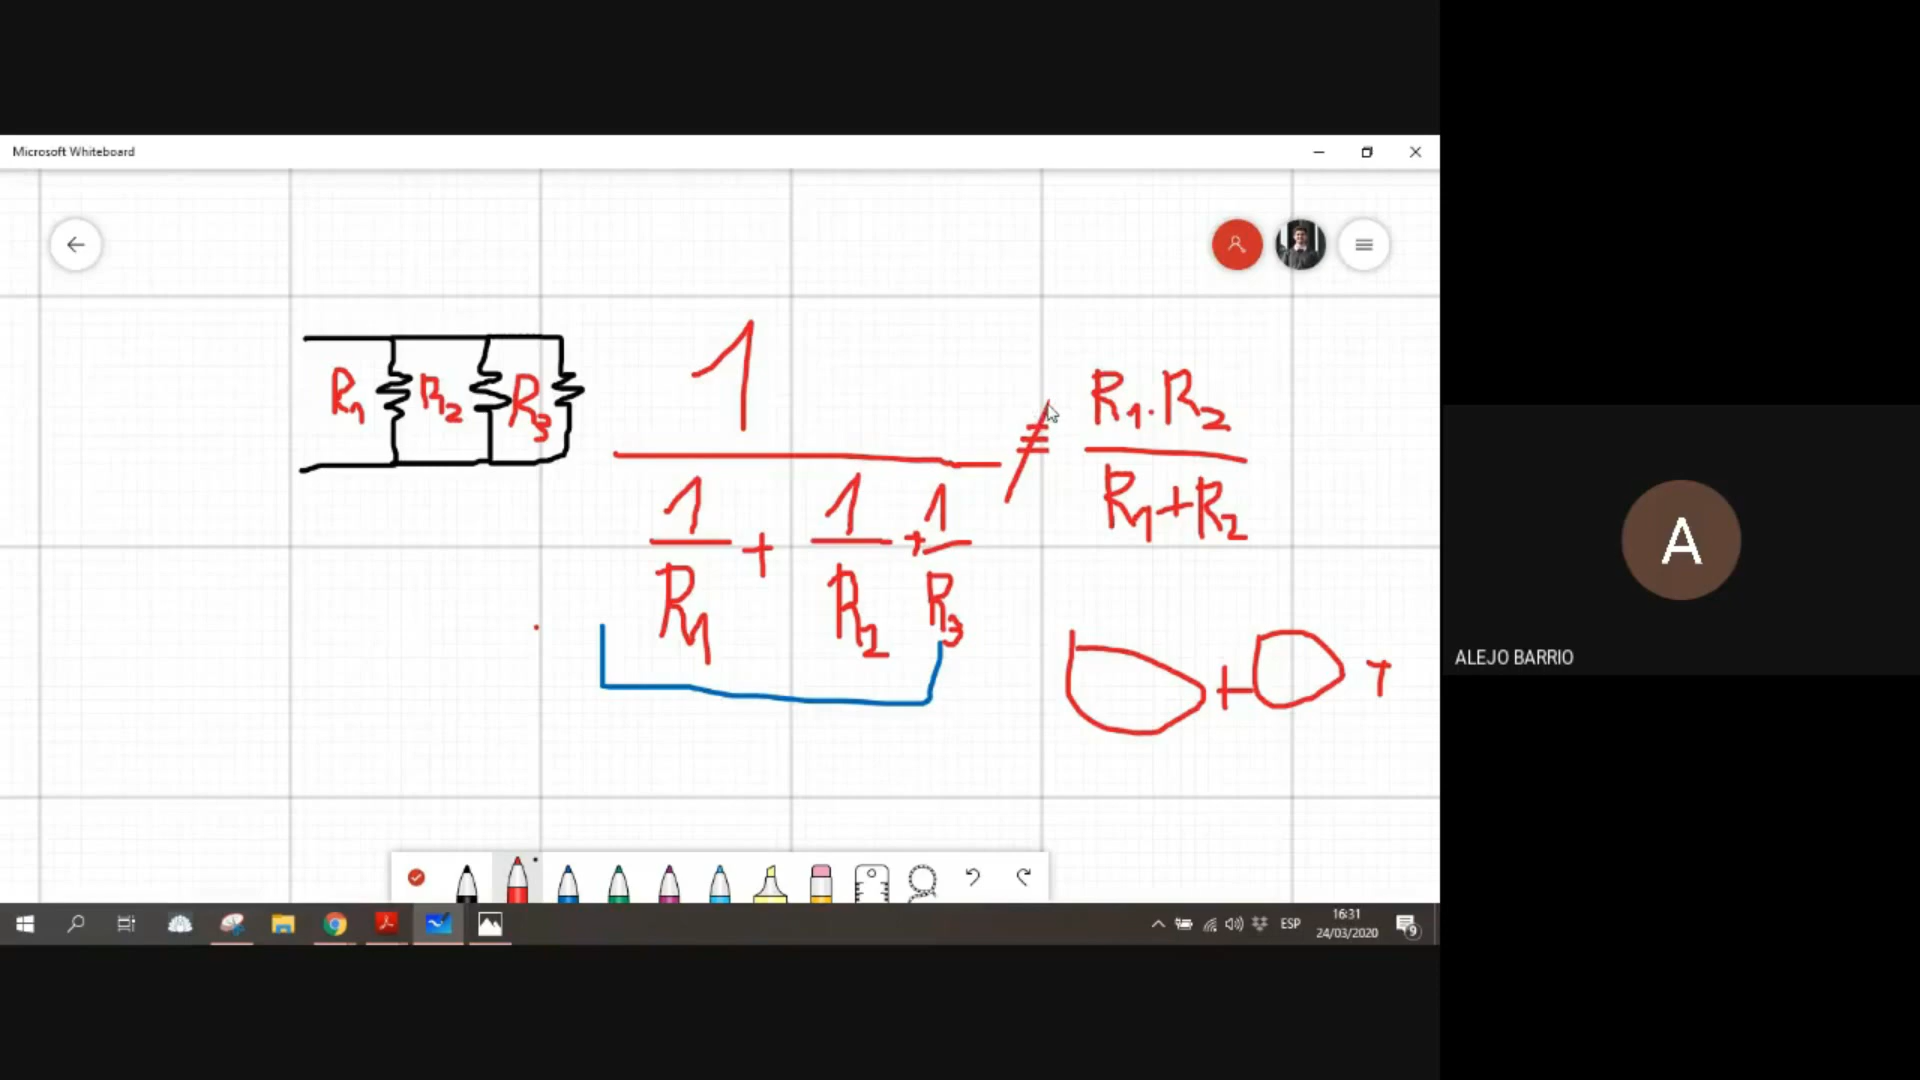 Microsoft Whiteboard
R1 R2 R3
1
1/R1 + 1/R2 + 1/R3
≠
R1.R2
R1+R2
+ +
A
ALEJO BARRIO
ESP
16:31
24/03/2020
9